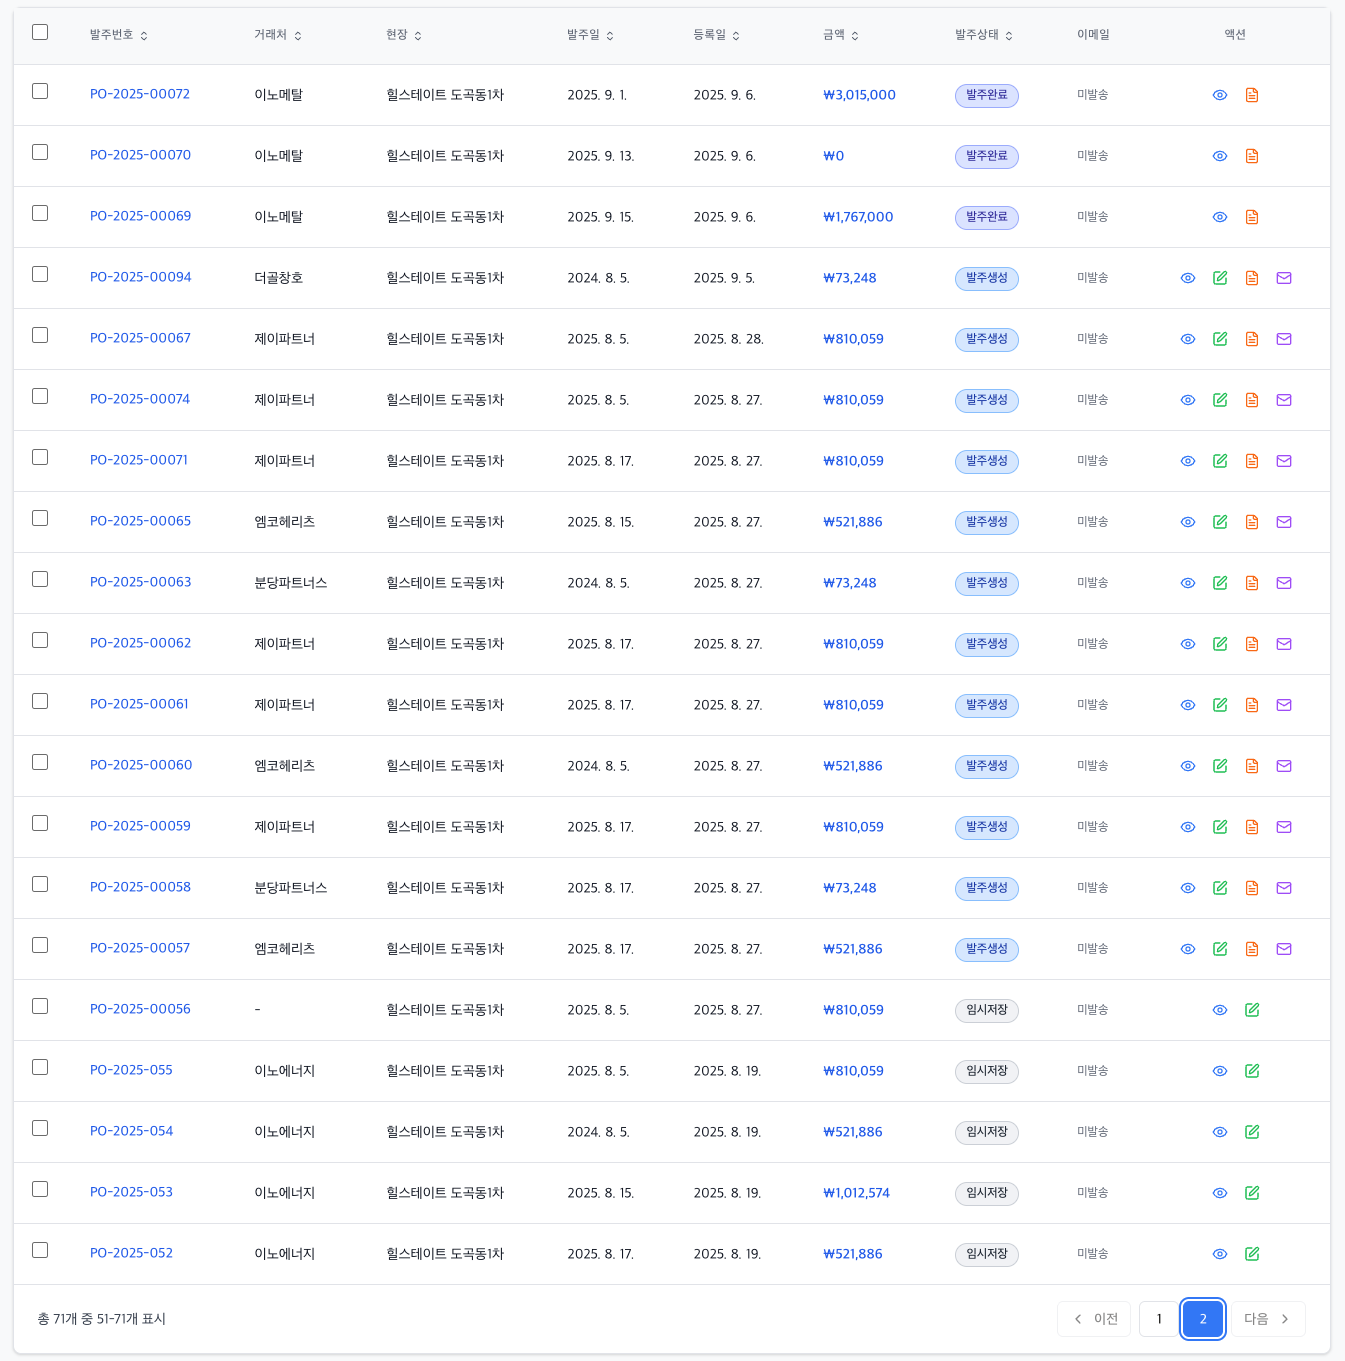 발주번호 거래처 현장 발주일 등록일 금액 발주상태 이메일 액션
PO-2025-00072 이노메탈 힐스테이트 도곡동1차 2025. 9. 1. 2025. 9. 6. ₩3,015,000 발주완료 미발송
PO-2025-00070 이노메탈 힐스테이트 도곡동1차 2025. 9. 13. 2025. 9. 6. ₩0 발주완료 미발송
PO-2025-00069 이노메탈 힐스테이트 도곡동1차 2025. 9. 15. 2025. 9. 6. ₩1,767,000 발주완료 미발송
PO-2025-00094 더골창호 힐스테이트 도곡동1차 2024. 8. 5. 2025. 9. 5. ₩73,248 발주생성 미발송
PO-2025-00067 제이파트너 힐스테이트 도곡동1차 2025. 8. 5. 2025. 8. 28. ₩810,059 발주생성 미발송
PO-2025-00074 제이파트너 힐스테이트 도곡동1차 2025. 8. 5. 2025. 8. 27. ₩810,059 발주생성 미발송
PO-2025-00071 제이파트너 힐스테이트 도곡동1차 2025. 8. 17. 2025. 8. 27. ₩810,059 발주생성 미발송
PO-2025-00065 엠코헤리츠 힐스테이트 도곡동1차 2025. 8. 15. 2025. 8. 27. ₩521,886 발주생성 미발송
PO-2025-00063 분당파트너스 힐스테이트 도곡동1차 2024. 8. 5. 2025. 8. 27. ₩73,248 발주생성 미발송
PO-2025-00062 제이파트너 힐스테이트 도곡동1차 2025. 8. 17. 2025. 8. 27. ₩810,059 발주생성 미발송
PO-2025-00061 제이파트너 힐스테이트 도곡동1차 2025. 8. 17. 2025. 8. 27. ₩810,059 발주생성 미발송
PO-2025-00060 엠코헤리츠 힐스테이트 도곡동1차 2024. 8. 5. 2025. 8. 27. ₩521,886 발주생성 미발송
PO-2025-00059 제이파트너 힐스테이트 도곡동1차 2025. 8. 17. 2025. 8. 27. ₩810,059 발주생성 미발송
PO-2025-00058 분당파트너스 힐스테이트 도곡동1차 2025. 8. 17. 2025. 8. 27. ₩73,248 발주생성 미발송
PO-2025-00057 엠코헤리츠 힐스테이트 도곡동1차 2025. 8. 17. 2025. 8. 27. ₩521,886 발주생성 미발송
PO-2025-00056 - 힐스테이트 도곡동1차 2025. 8. 5. 2025. 8. 27. ₩810,059 임시저장 미발송
PO-2025-055 이노에너지 힐스테이트 도곡동1차 2025. 8. 5. 2025. 8. 19. ₩810,059 임시저장 미발송
PO-2025-054 이노에너지 힐스테이트 도곡동1차 2024. 8. 5. 2025. 8. 19. ₩521,886 임시저장 미발송
PO-2025-053 이노에너지 힐스테이트 도곡동1차 2025. 8. 15. 2025. 8. 19. ₩1,012,574 임시저장 미발송
PO-2025-052 이노에너지 힐스테이트 도곡동1차 2025. 8. 17. 2025. 8. 19. ₩521,886 임시저장 미발송
총 71개 중 51-71개 표시 이전 1 2 다음